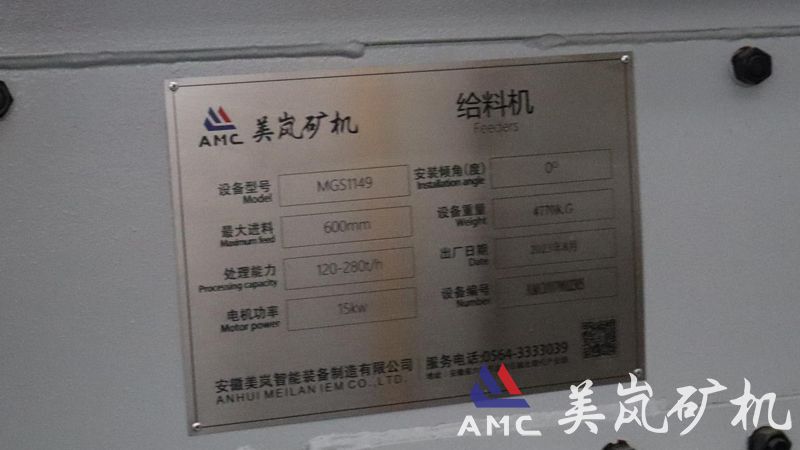 AMC 美岚矿机
给料机
Feeders
设备型号 MGS1149
Model
最大进料 600mm
Maximum feed
处理能力 120-280t/h
Processing capacity
电机功率 15kw
Motor power
安装倾角(度) 0°
Installation angle
设备重量 4770K.G
Weight
出厂日期
Date
设备编号
Number
安徽美岚智能装备制造有限公司
ANHUI MEILAN IEM CO.,LTD.
服务电话:0564-3333039
地址:
AMC 美岚矿机